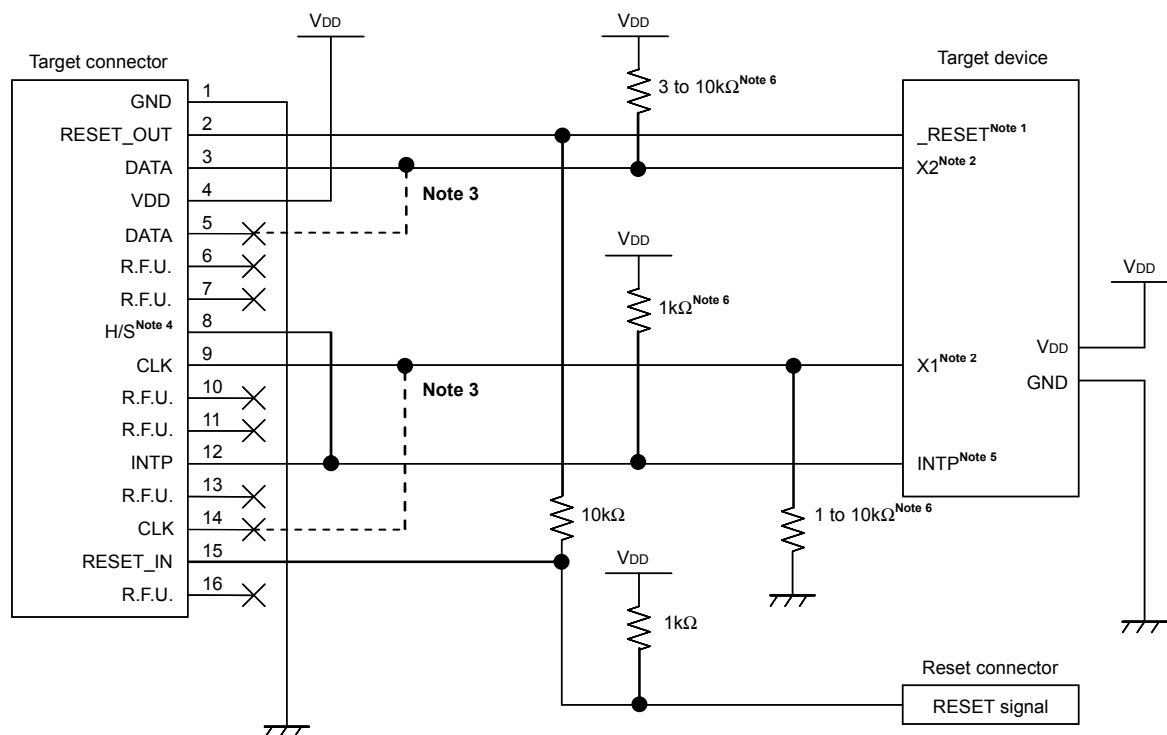 VDD
VDD
Target connector
Target device
1
GND
3 to 10kΩNote 6
2
RESET_OUT
_RESETNote 1
3
DATA
X2Note 2
4
VDD
Note 3
5
DATA
VDD
6
R.F.U.
VDD
7
R.F.U.
1kΩNote 6
8
H/SNote 4
VDD
9
CLK
X1Note 2
GND
10
R.F.U.
Note 3
11
R.F.U.
12
INTP
INTPNote 5
13
R.F.U.
10kΩ
1 to 10kΩNote 6
14
CLK
15
RESET_IN
VDD
16
R.F.U.
1kΩ
Reset connector
RESET signal